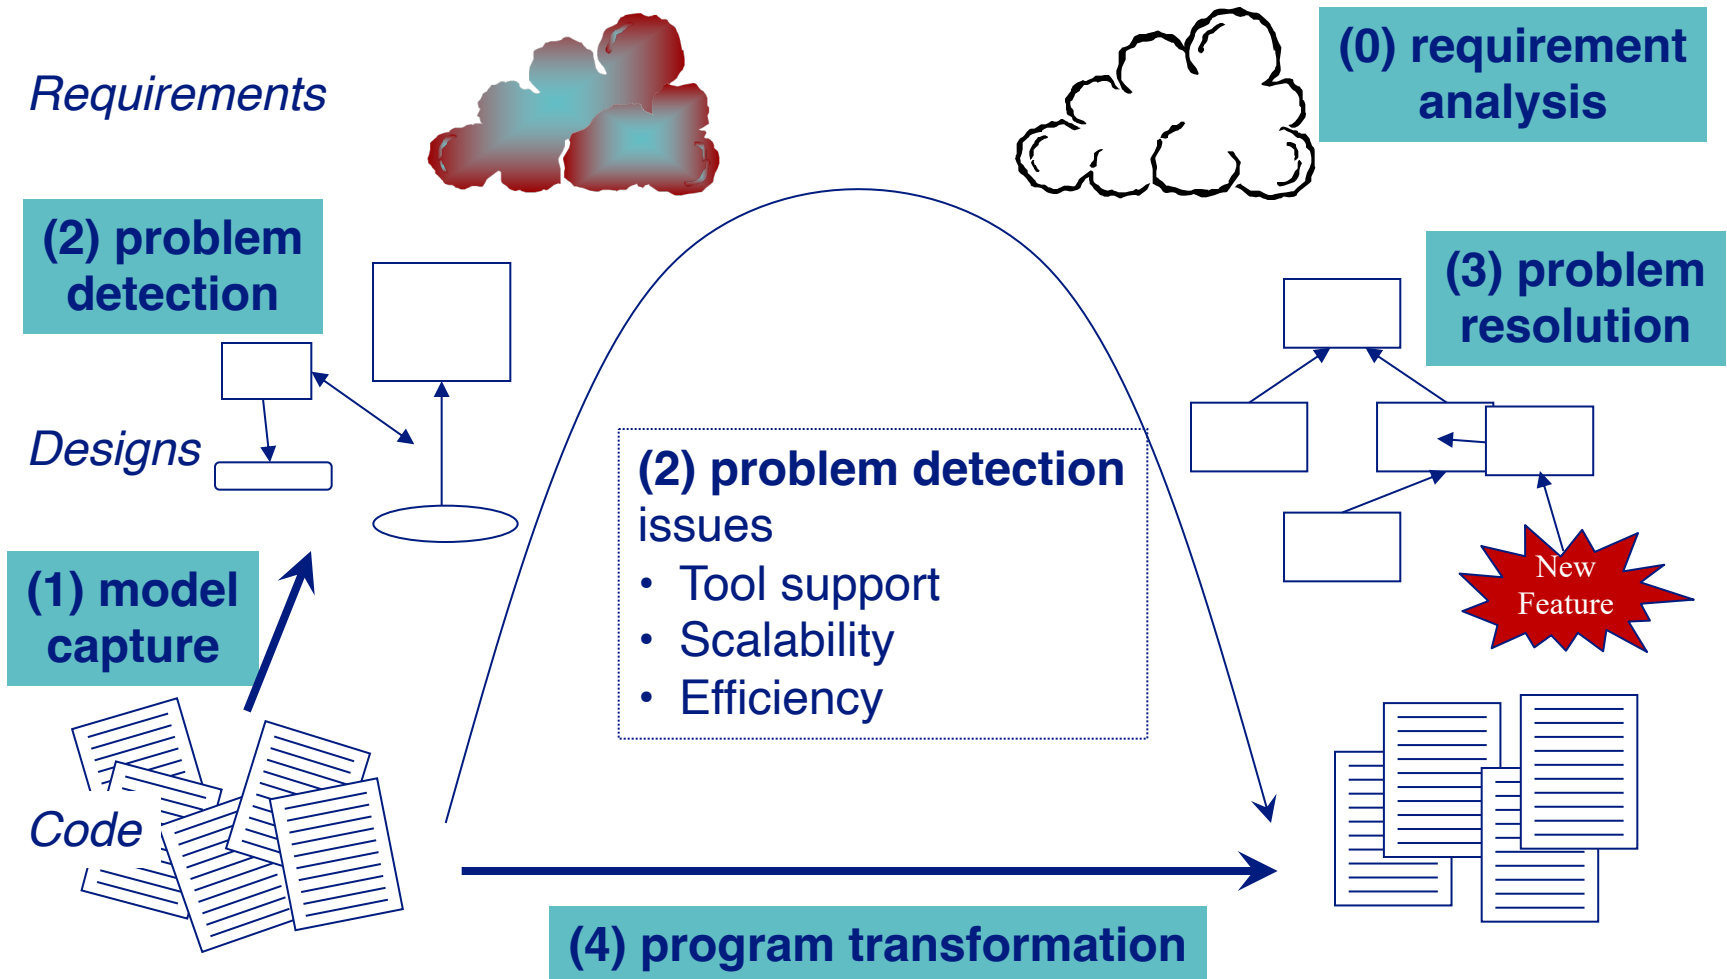 (0) requirement
analysis
Requirements
(2) problem
detection
(3) problem
resolution
Designs
(2) problem detection
issues
• Tool support
• Scalability
• Efficiency
New
Feature
(1) model
capture
Code
(4) program transformation